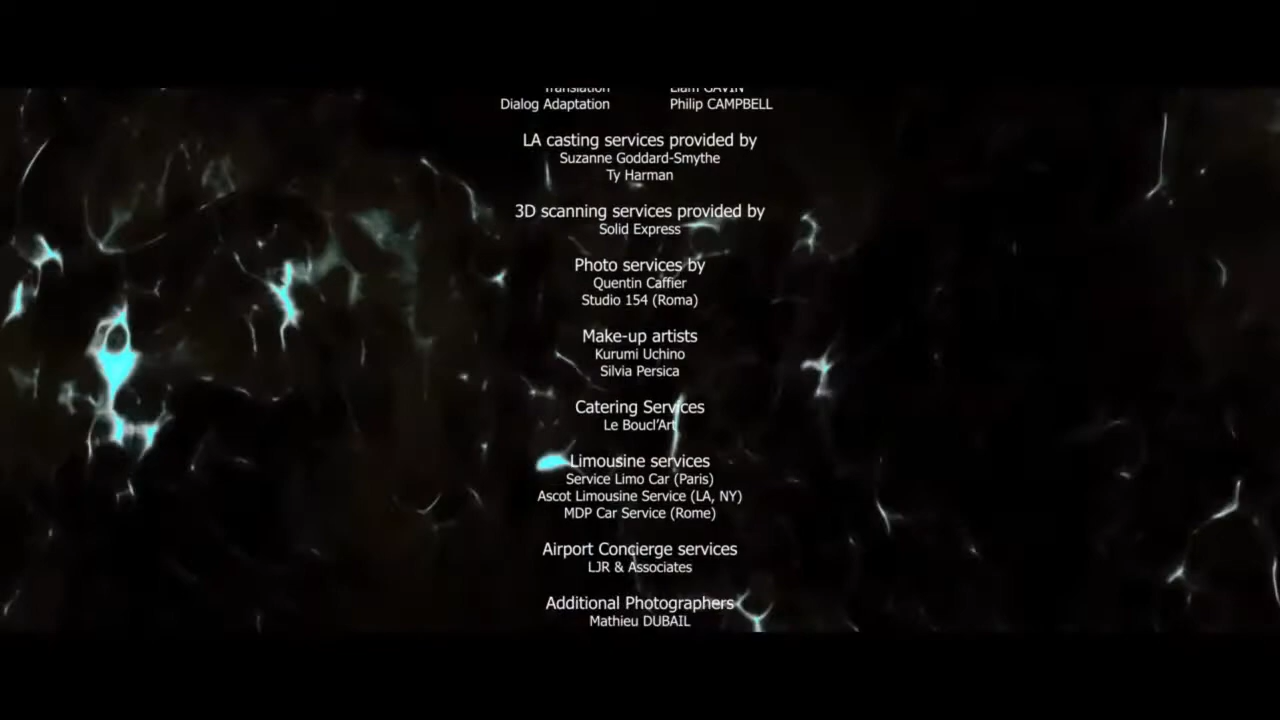 Translation Liam GAVIN
Dialog Adaptation Philip CAMPBELL
LA casting services provided by
Suzanne Goddard-Smythe
Ty Harman
3D scanning services provided by
Solid Express
Photo services by
Quentin Caffier
Studio 154 (Roma)
Make-up artists
Kurumi Uchino
Silvia Persica
Catering Services
Le Boucl'Art
Limousine services
Service Limo Car (Paris)
Ascot Limousine Service (LA, NY)
MDP Car Service (Rome)
Airport Concierge services
LJR & Associates
Additional Photographers
Mathieu DUBAIL